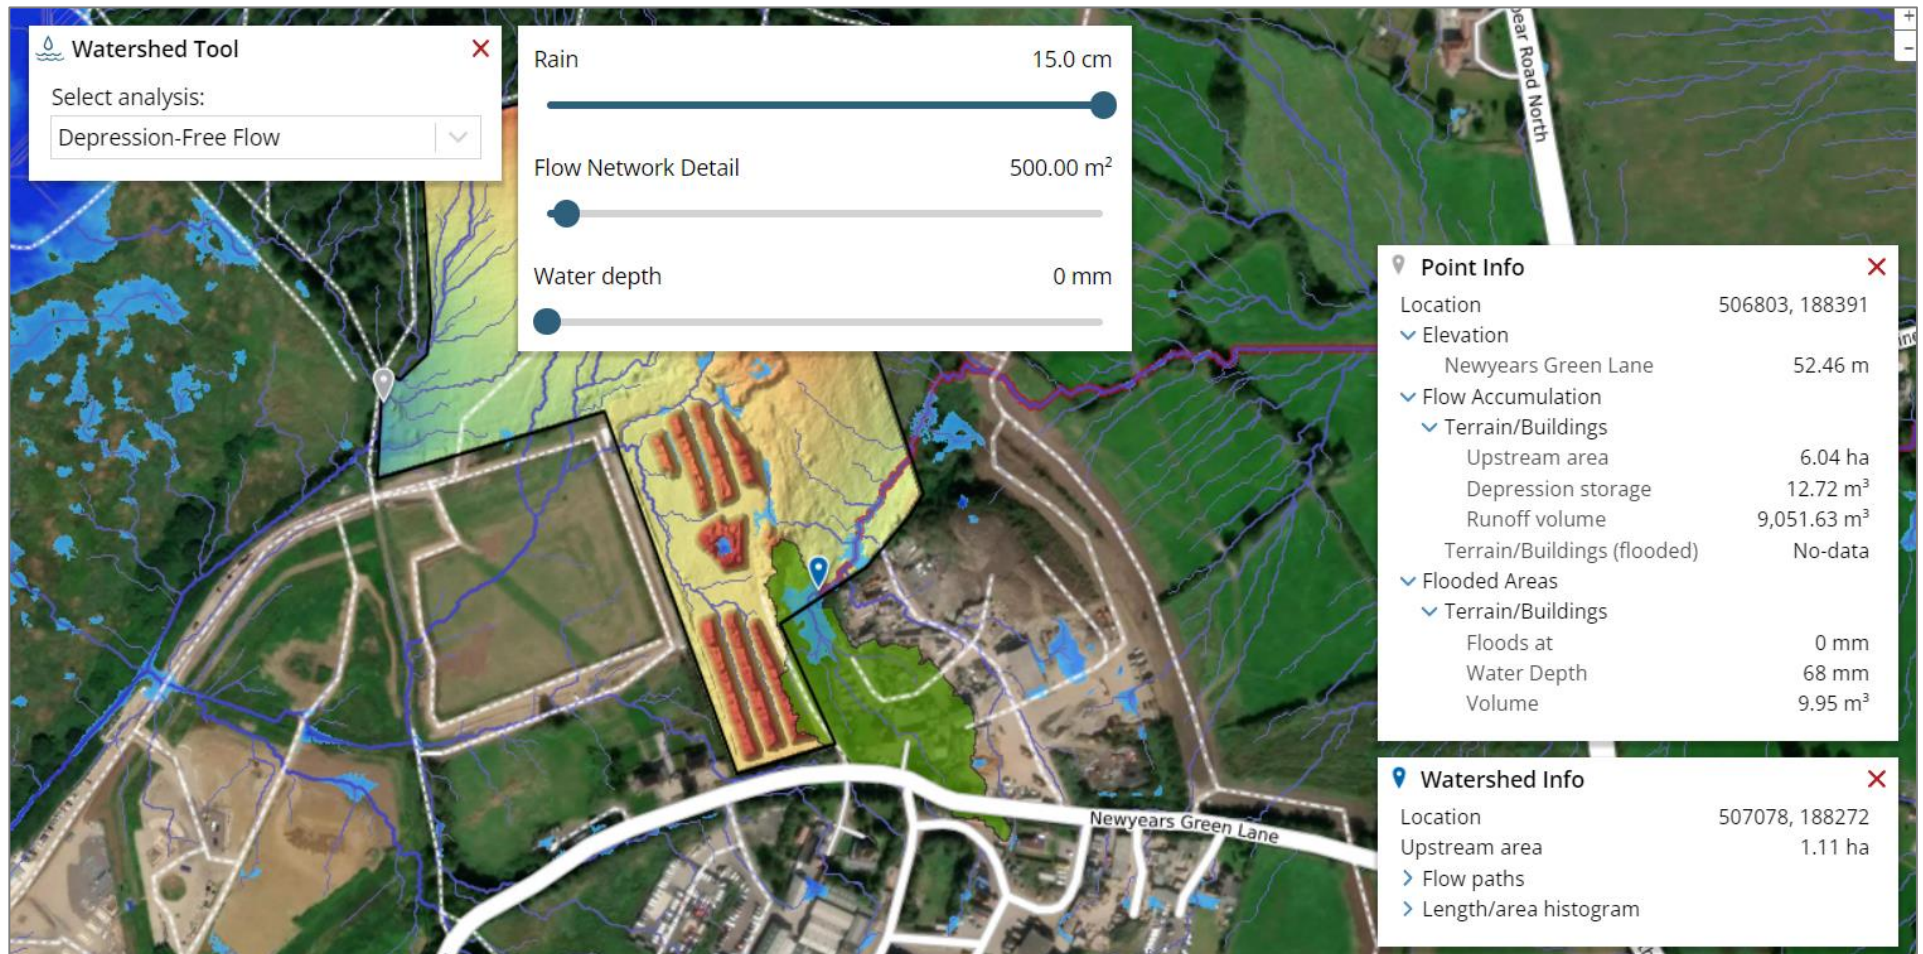 Watershed Tool
Select analysis:
Depression-Free Flow
Rain 15.0 cm
Flow Network Detail 500.00 m²
Water depth 0 mm
Road North
+
-
Point Info
Location 506803, 188391
Elevation
Newyears Green Lane 52.46 m
Flow Accumulation
Terrain/Buildings
Upstream area 6.04 ha
Depression storage 12.72 m³
Runoff volume 9,051.63 m³
Terrain/Buildings (flooded) No-data
Flooded Areas
Terrain/Buildings
Floods at 0 mm
Water Depth 68 mm
Volume 9.95 m³
Watershed Info
Location 507078, 188272
Upstream area 1.11 ha
Flow paths
Length/area histogram
Newyears Green Lane